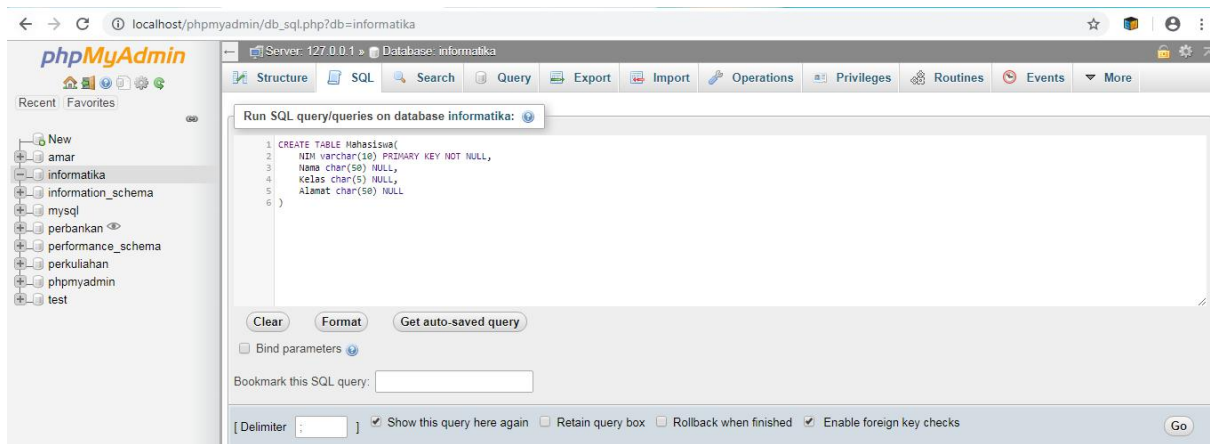 localhost/phpmyadmin/db_sql.php?db=informatika
phpMyAdmin
Recent Favorites
New
amar
informatika
information_schema
mysql
perbankan
performance_schema
perkuliahan
phpmyadmin
test
Server: 127.0.0.1 » Database: informatika
Structure SQL Search Query Export Import Operations Privileges Routines Events More
Run SQL query/queries on database informatika:
1 CREATE TABLE Mahasiswa(
2 NIM varchar(10) PRIMARY KEY NOT NULL,
3 Nama char(50) NULL,
4 Kelas char(5) NULL,
5 Alamat char(50) NULL
6 )
Clear Format Get auto-saved query
Bind parameters
Bookmark this SQL query:
[ Delimiter ; ] Show this query here again Retain query box Rollback when finished Enable foreign key checks Go